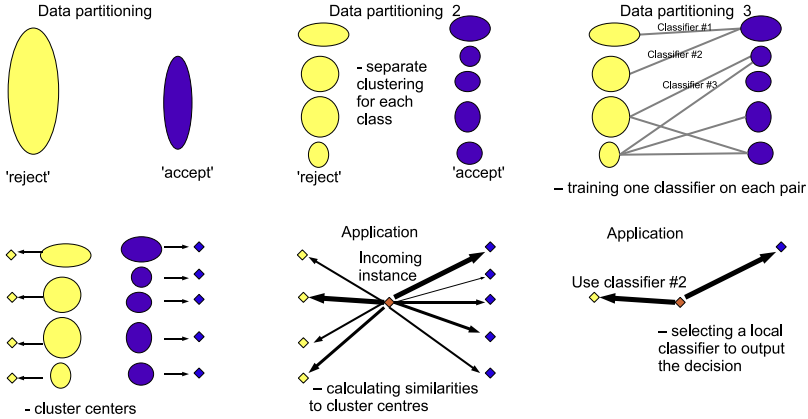 Data partitioning
'reject'
'accept'
Data partitioning 2
– separate
clustering
for each
class
'reject'
'accept'
Data partitioning 3
Classifier #1
Classifier #2
Classifier #3
– training one classifier on each pair
- cluster centers
Application
Incoming
instance
– calculating similarities
to cluster centres
Application
Use classifier #2
– selecting a local
classifier to output
the decision